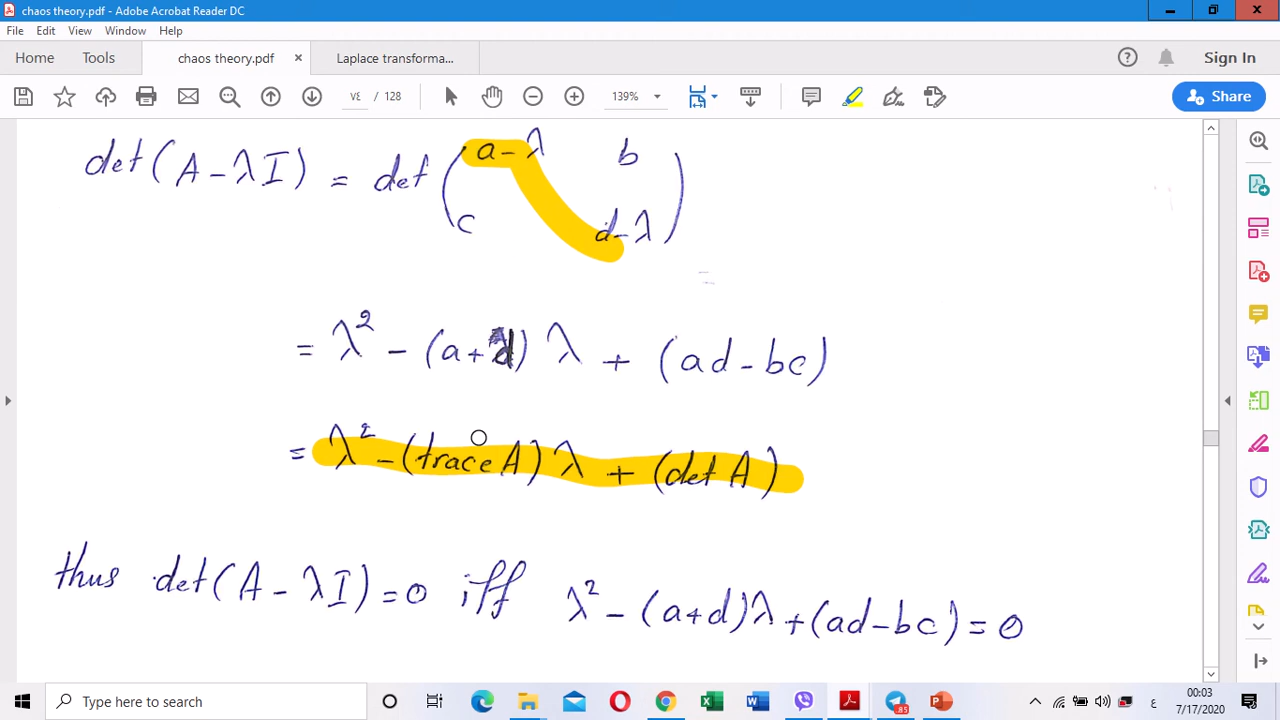 chaos theory.pdf - Adobe Acrobat Reader DC
File Edit View Window Help
Home Tools chaos theory.pdf × Laplace transforma... Sign In
٧٤ / 128 139% Share
det(A-λI) = det( a-λ b
c d-λ )
= λ² - (a+d) λ + (ad-bc)
= λ² - (trace A) λ + (det A)
thus det(A-λI)=0 iff λ² - (a+d)λ+(ad-bc)=0
Type here to search
.85
ع
00:03
7/17/2020